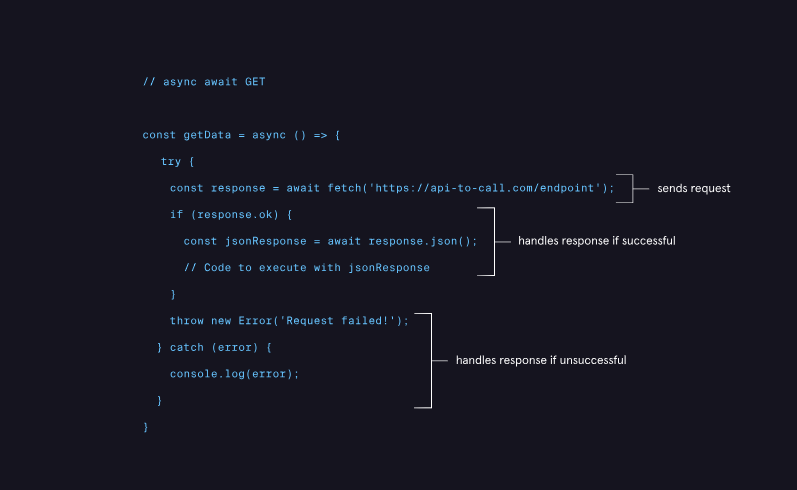 // async await GET
const getData = async () => {
try {
const response = await fetch('https://api-to-call.com/endpoint');
sends request
if (response.ok) {
const jsonResponse = await response.json();
handles response if successful
// Code to execute with jsonResponse
}
throw new Error('Request failed!');
} catch (error) {
handles response if unsuccessful
console.log(error);
}
}